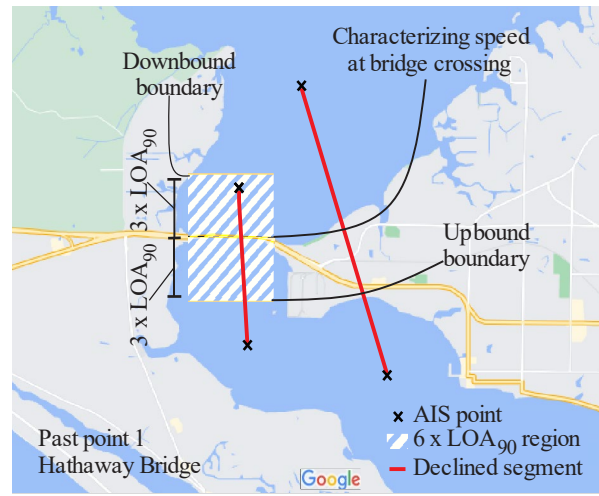 Characterizing speed
at bridge crossing
Downbound
boundary
3 x LOA90
3 x LOA90
Upbound
boundary
AIS point
6 x LOA90 region
Declined segment
Past point 1
Hathaway Bridge
Google